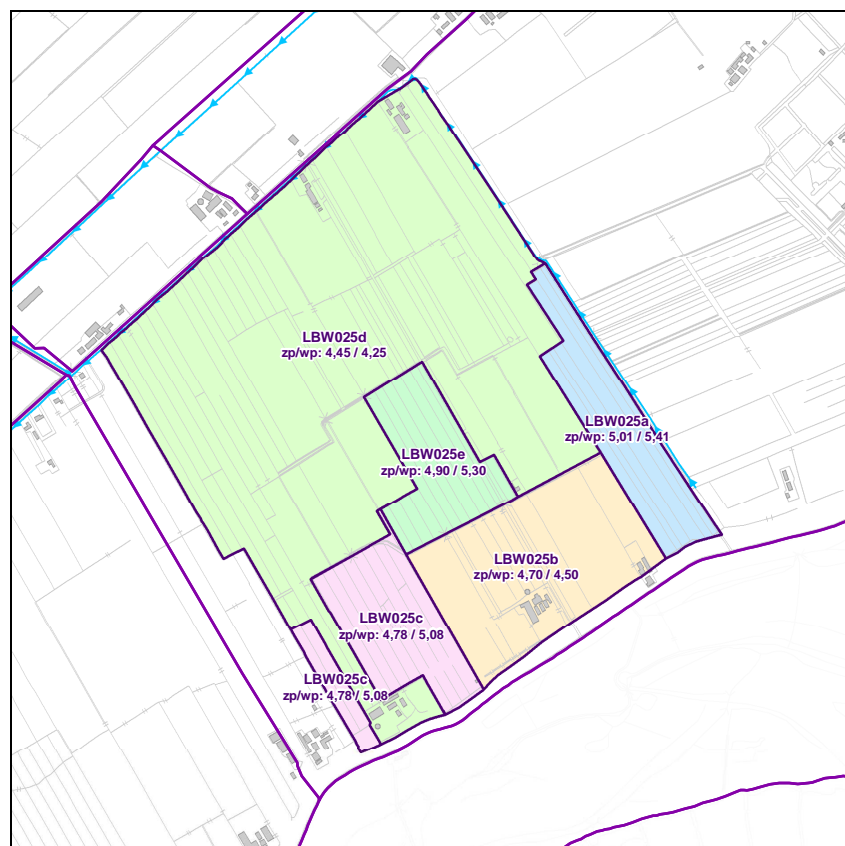 LBW025d
zp/wp: 4,45 / 4,25
LBW025a
zp/wp: 5,01 / 5,41
LBW025e
zp/wp: 4,90 / 5,30
LBW025b
zp/wp: 4,70 / 4,50
LBW025c
zp/wp: 4,78 / 5,08
LBW025c
zp/wp: 4,78 / 5,08